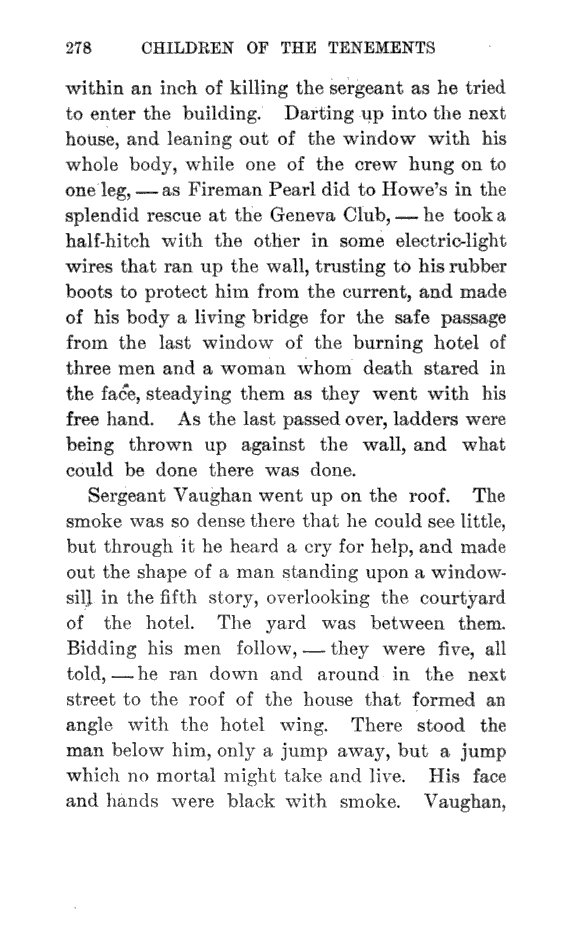 278 CHILDREN OF THE TENEMENTS
within an inch of killing the sergeant as he tried
to enter the building. Darting up into the next
house, and leaning out of the window with his
whole body, while one of the crew hung on to
one leg, — as Fireman Pearl did to Howe's in the
splendid rescue at the Geneva Club, — he took a
half-hitch with the other in some electric-light
wires that ran up the wall, trusting to his rubber
boots to protect him from the current, and made
of his body a living bridge for the safe passage
from the last window of the burning hotel of
three men and a woman whom death stared in
the face, steadying them as they went with his
free hand. As the last passed over, ladders were
being thrown up against the wall, and what
could be done there was done.
Sergeant Vaughan went up on the roof. The
smoke was so dense there that he could see little,
but through it he heard a cry for help, and made
out the shape of a man standing upon a window-
sill in the fifth story, overlooking the courtyard
of the hotel. The yard was between them.
Bidding his men follow, — they were five, all
told, — he ran down and around in the next
street to the roof of the house that formed an
angle with the hotel wing. There stood the
man below him, only a jump away, but a jump
which no mortal might take and live. His face
and hands were black with smoke. Vaughan,